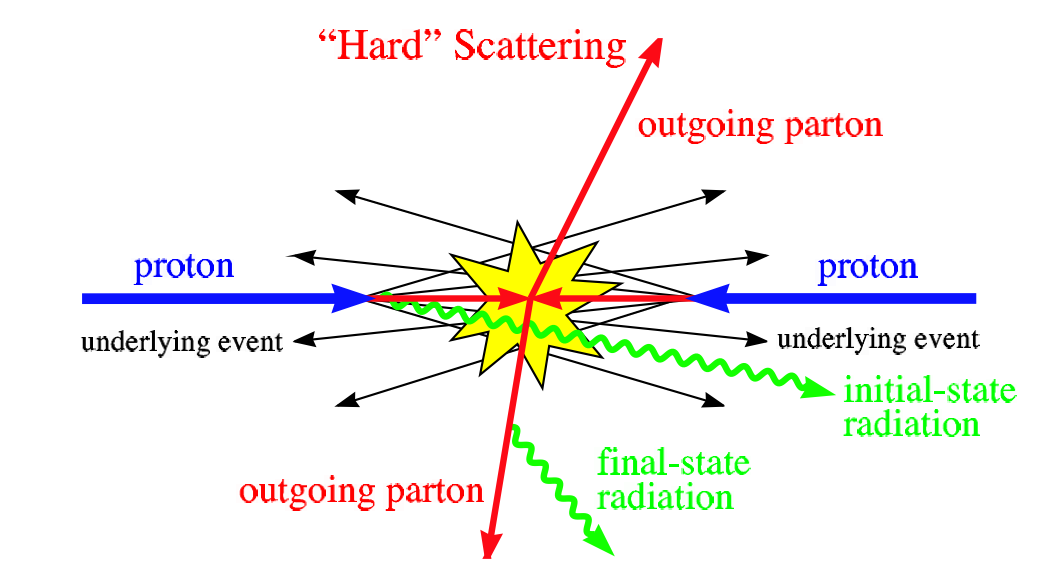 “Hard” Scattering
outgoing parton
proton
proton
underlying event
underlying event
initial-state
radiation
final-state
radiation
outgoing parton